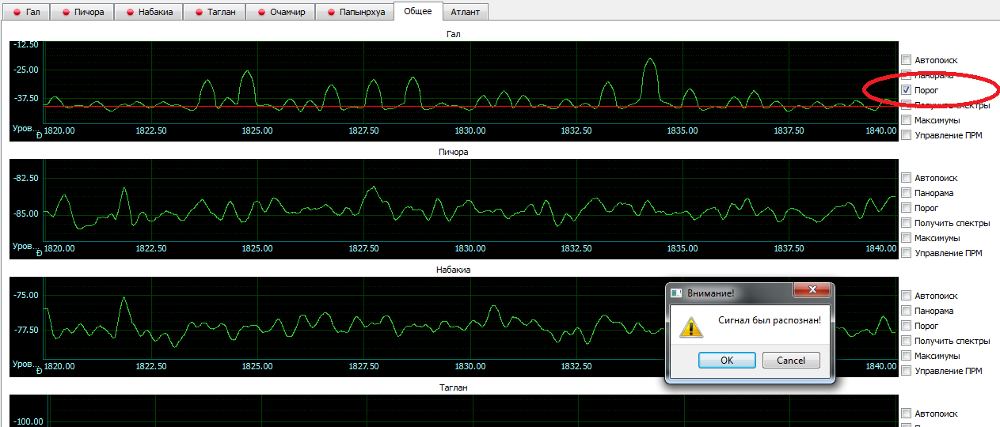 Гал Пичора Набакиа Таглан Очамчир Папынрхуа Общее Атлант
Гал
-12.50
-25.00
-37.50
Уров...
1820.00 1822.50 1825.00 1827.50 1830.00 1832.50 1835.00 1837.50 1840.00
Автопоиск
Панорама
Порог
Получить спектры
Максимумы
Управление ПРМ
Пичора
-82.50
-85.00
Уров...
1820.00 1822.50 1825.00 1827.50 1830.00 1832.50 1835.00 1837.50 1840.00
Автопоиск
Панорама
Порог
Получить спектры
Максимумы
Управление ПРМ
Набакиа
-75.00
-77.50
Уров...
1820.00 1822.50 1825.00 1827.50 1830.00 1832.50 1835.00 1837.50 1840.00
Автопоиск
Панорама
Порог
Получить спектры
Максимумы
Управление ПРМ
Внимание!
Сигнал был распознан!
OK Cancel
Таглан
-100.00
Автопоиск